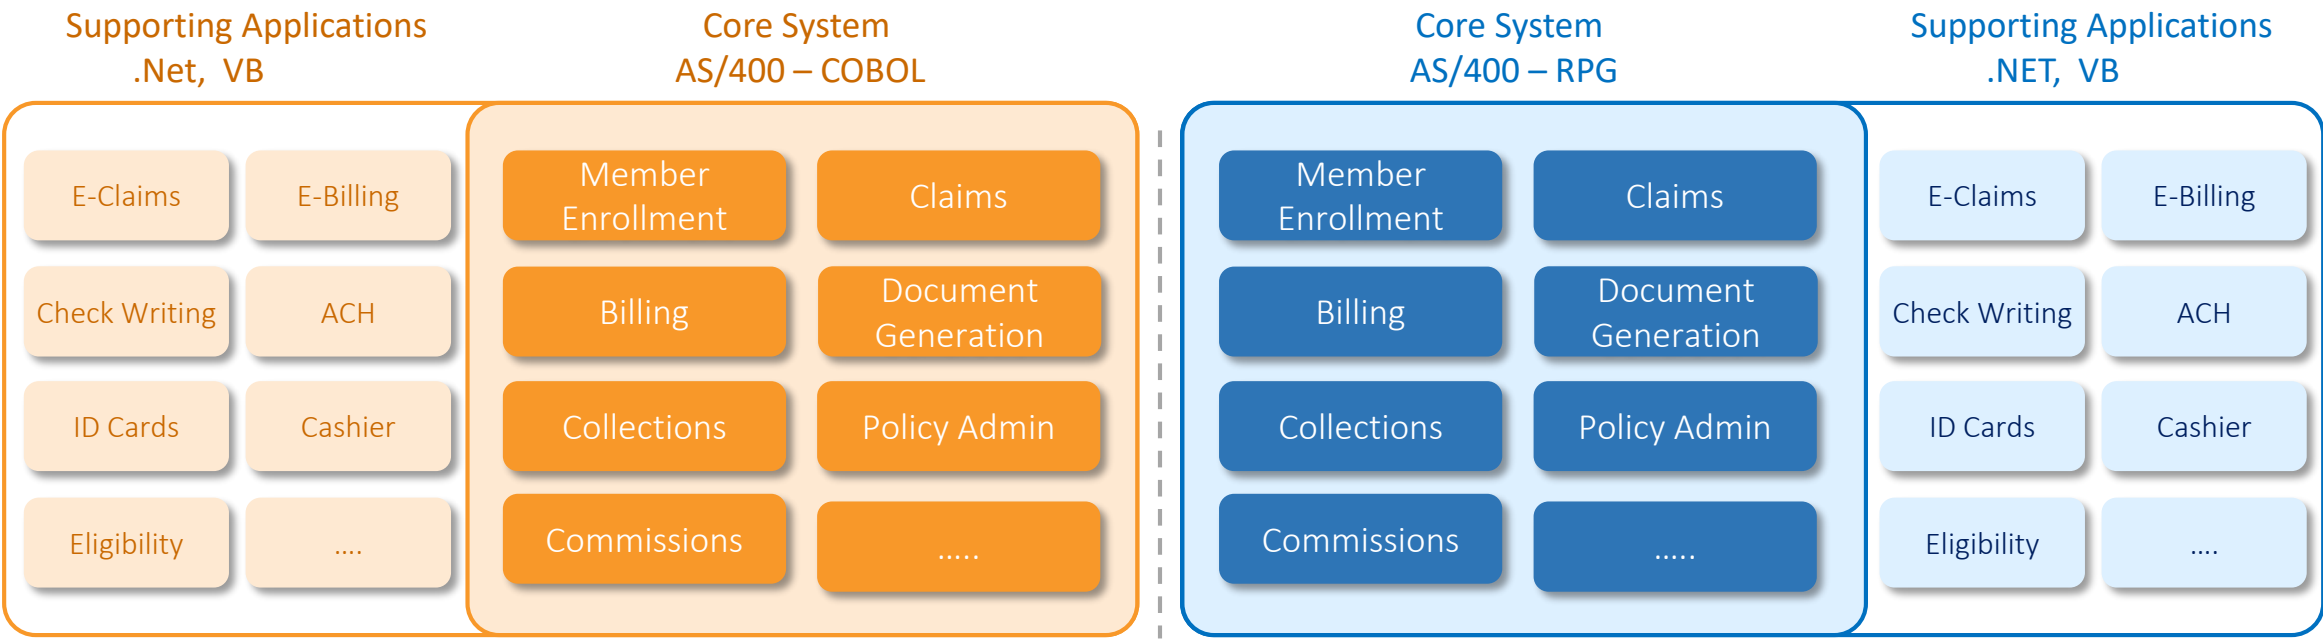 Supporting Applications
.Net, VB
Core System
AS/400 – COBOL
Core System
AS/400 – RPG
Supporting Applications
.NET, VB
E-Claims
E-Billing
Check Writing
ACH
ID Cards
Cashier
Eligibility
....
Member
Enrollment
Claims
Billing
Document
Generation
Collections
Policy Admin
Commissions
.....
Member
Enrollment
Claims
Billing
Document
Generation
Collections
Policy Admin
Commissions
.....
E-Claims
E-Billing
Check Writing
ACH
ID Cards
Cashier
Eligibility
....